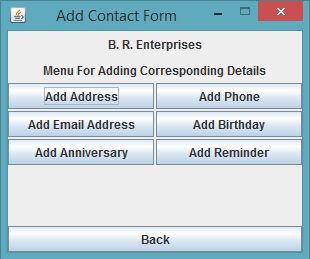 Add Contact Form
B. R. Enterprises
Menu For Adding Corresponding Details
Add Address Add Phone
Add Email Address Add Birthday
Add Anniversary Add Reminder
Back